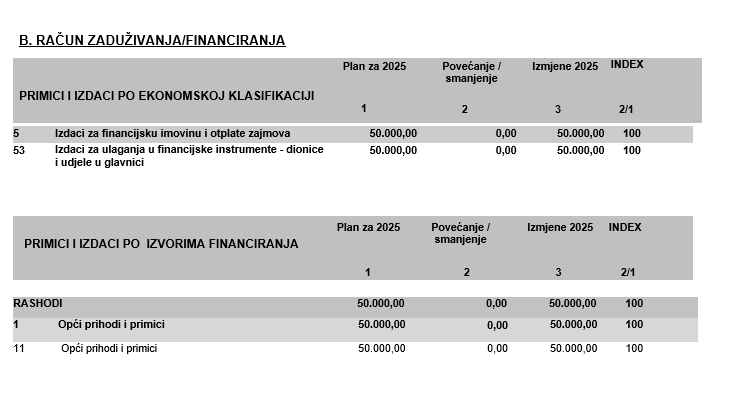 B. RAČUN ZADUŽIVANJA/FINANCIRANJA
PRIMICI I IZDACI PO EKONOMSKOJ KLASIFIKACIJI
Plan za 2025 Povećanje / smanjenje Izmjene 2025 INDEX
1 2 3 2/1
5 Izdaci za financijsku imovinu i otplate zajmova 50.000,00 0,00 50.000,00 100
53 Izdaci za ulaganja u financijske instrumente - dionice 50.000,00 0,00 50.000,00 100
i udjele u glavnici
PRIMICI I IZDACI PO IZVORIMA FINANCIRANJA
Plan za 2025 Povećanje / smanjenje Izmjene 2025 INDEX
1 2 3 2/1
RASHODI 50.000,00 0,00 50.000,00 100
1 Opći prihodi i primici 50.000,00 0,00 50.000,00 100
11 Opći prihodi i primici 50.000,00 0,00 50.000,00 100